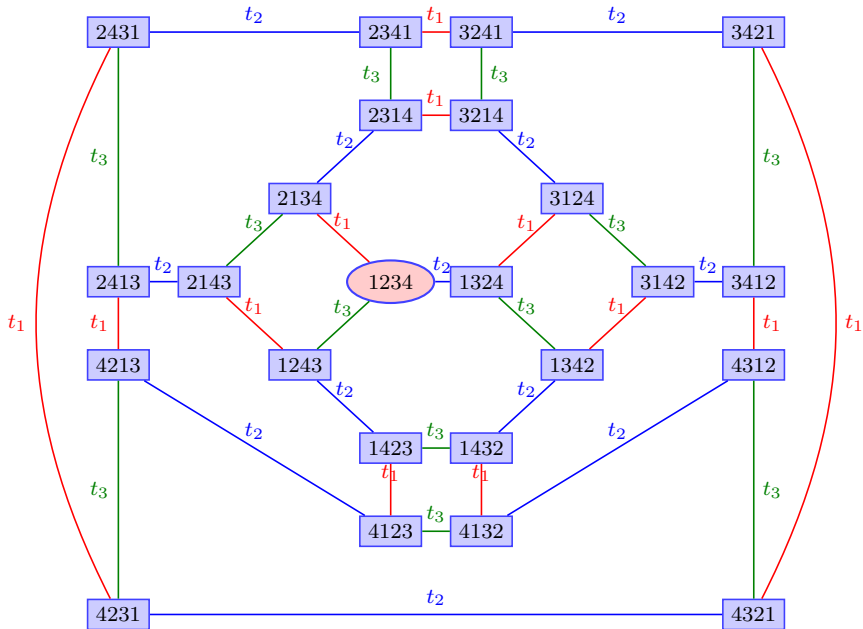 t₂ t₁ t₂
2431 2341 3241 3421
t₃ t₃
t₁
2314 3214
t₂ t₂
t₃ t₃
2134 3124
t₃ t₁ t₁ t₃
2413 t₂ 2143 1234 t₂ 1324 3142 t₂ 3412
t₁ t₁ t₁ t₃ t₃ t₁ t₁ t₁
4213 1243 1342 4312
t₂ t₂
t₂ t₂
1423 t₃ 1432
t₁ t₁
t₃ t₃
4123 t₃ 4132
t₂
4231 4321